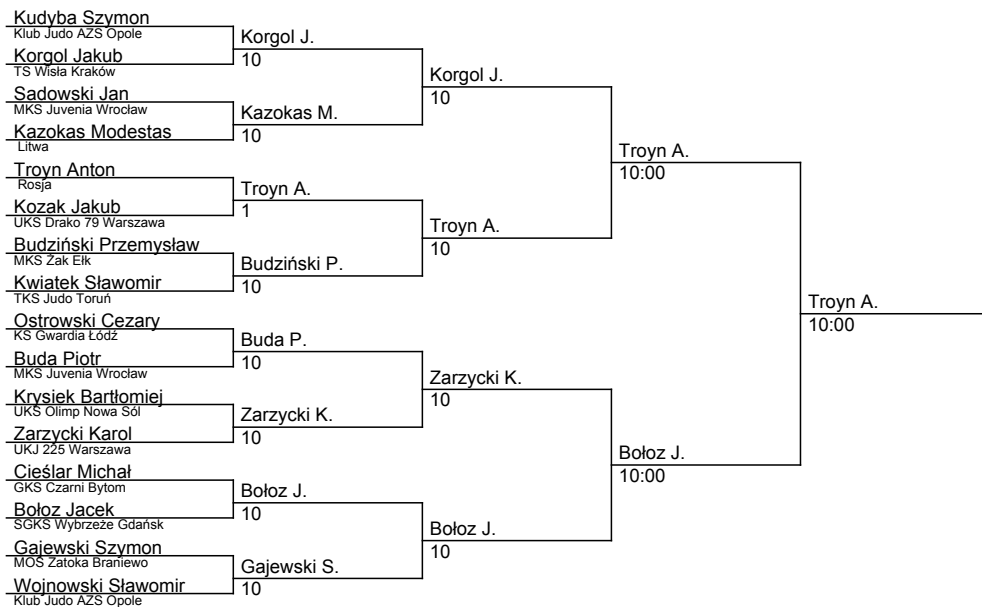 Kudyba Szymon
Klub Judo AZS Opole
Korgol Jakub
TS Wisła Kraków
Sadowski Jan
MKS Juvenia Wrocław
Kazokas Modestas
Litwa
Troyn Anton
Rosja
Kozak Jakub
UKS Drako 79 Warszawa
Budziński Przemysław
MKS Żak Ełk
Kwiatek Sławomir
TKS Judo Toruń
Ostrowski Cezary
KS Gwardia Łódź
Buda Piotr
MKS Juvenia Wrocław
Krysiek Bartłomiej
UKS Olimp Nowa Sól
Zarzycki Karol
UKJ 225 Warszawa
Cieślar Michał
GKS Czarni Bytom
Bołoz Jacek
SGKS Wybrzeże Gdańsk
Gajewski Szymon
MOS Zatoka Braniewo
Wojnowski Sławomir
Klub Judo AZS Opole
Korgol J.
10
Kazokas M.
10
Troyn A.
1
Budziński P.
10
Buda P.
10
Zarzycki K.
10
Bołoz J.
10
Gajewski S.
10
Korgol J.
10
Troyn A.
10
Zarzycki K.
10
Bołoz J.
10
Troyn A.
10:00
Bołoz J.
10:00
Troyn A.
10:00